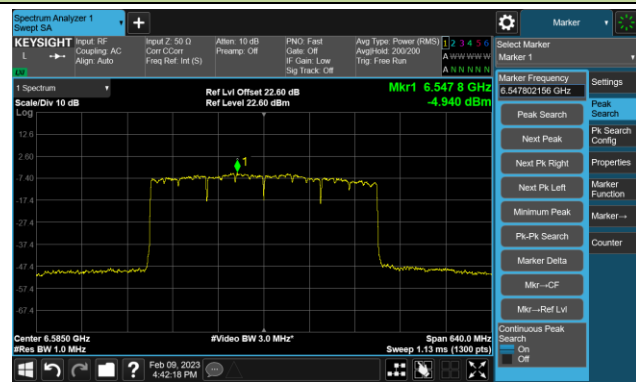 Spectrum Analyzer 1
Swept SA
Marker
KEYSIGHT
L
LW
Input: RF
Coupling: AC
Align: Auto
Input Z: 50 Ω
Corr CCorr
Freq Ref: Int (S)
Atten: 10 dB
Preamp: Off
PNO: Fast
Gate: Off
IF Gain: Low
Sig Track: Off
Avg Type: Power (RMS)
Avg|Hold: 200/200
Trig: Free Run
1 2 3 4 5 6
A W W W W W
A N N N N N
Select Marker
Marker 1
1 Spectrum
Scale/Div 10 dB
Log
Ref Lvl Offset 22.60 dB
Ref Level 22.60 dBm
Mkr1 6.547 8 GHz
-4.940 dBm
12.6
2.60
-7.40
-17.4
-27.4
-37.4
-47.4
-57.4
-67.4
1
Center 6.5850 GHz
#Res BW 1.0 MHz
#Video BW 3.0 MHz*
Span 640.0 MHz
Sweep 1.13 ms (1300 pts)
Marker Frequency
6.547802156 GHz
Peak Search
Next Peak
Next Pk Right
Next Pk Left
Minimum Peak
Pk-Pk Search
Marker Delta
Mkr→CF
Mkr→Ref Lvl
Continuous Peak
Search
On
Off
Settings
Peak
Search
Pk Search
Config
Properties
Marker
Function
Marker→
Counter
Feb 09, 2023
4:42:18 PM